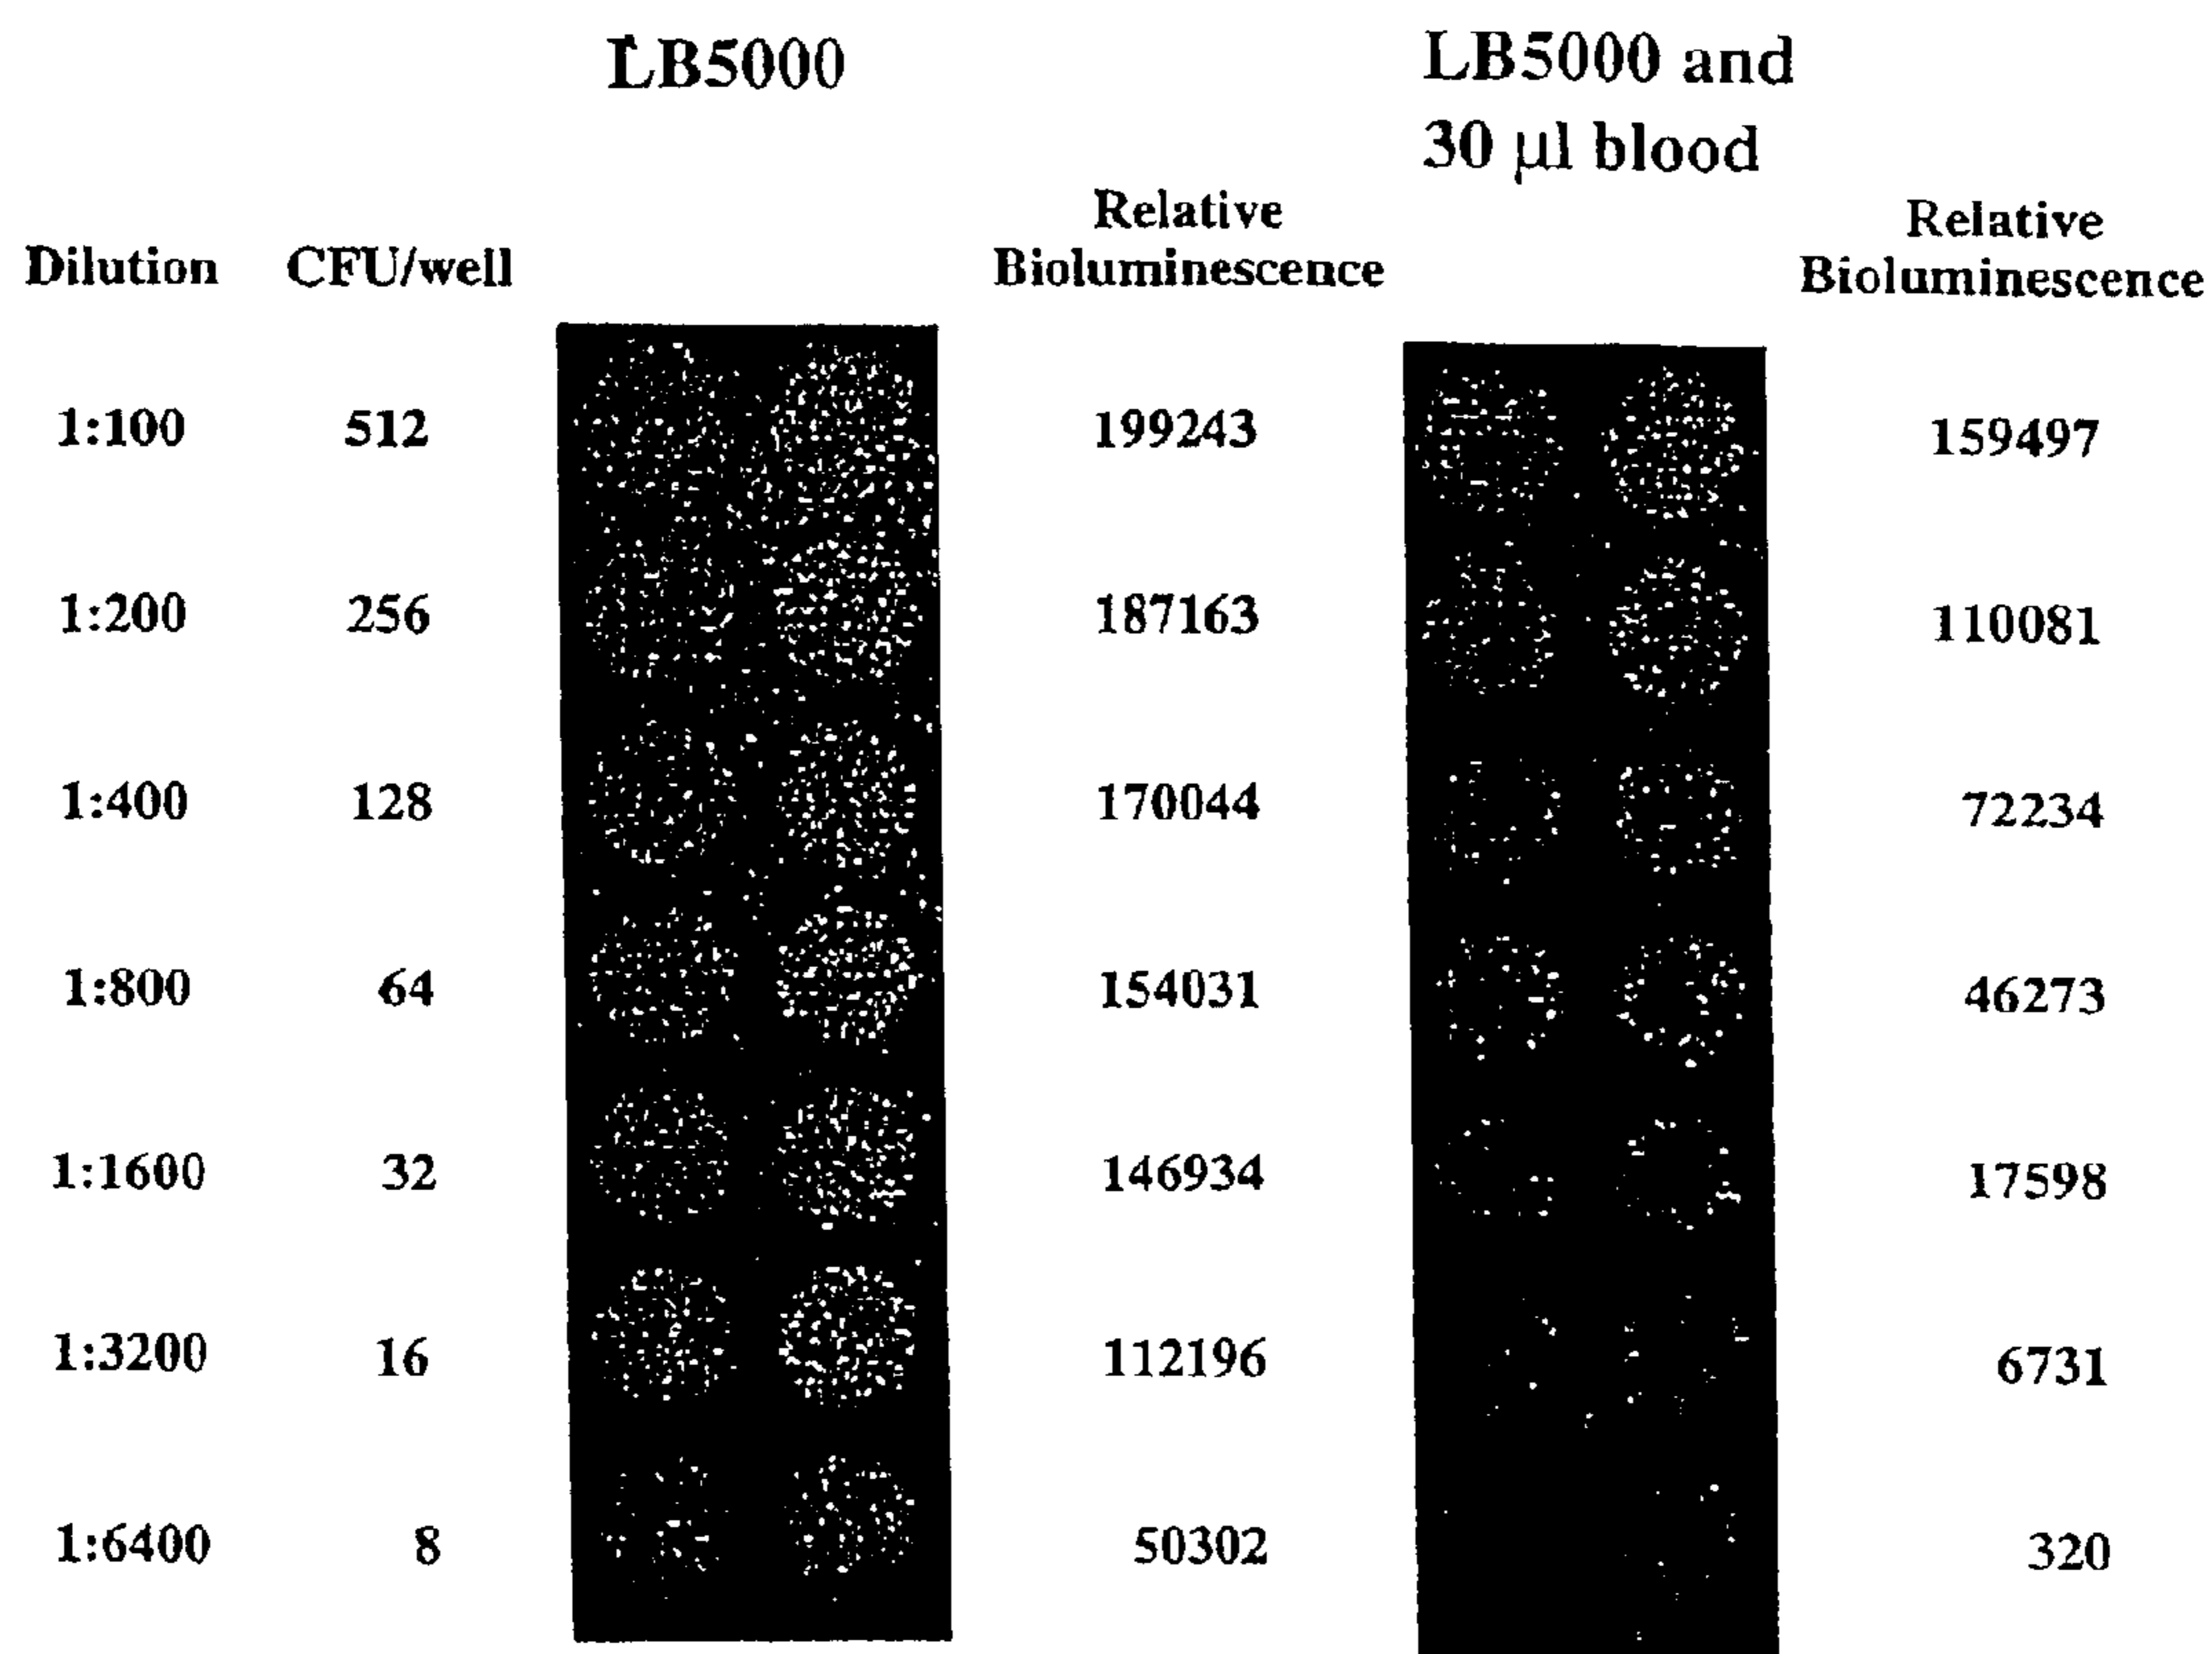 LB5000
LB5000 and
30 µl blood
Relative
Bioluminescence
Relative
Bioluminescence
Dilution CFU/well
1:100 512 199243 159497
1:200 256 187163 110081
1:400 128 170044 72234
1:800 64 154031 46273
1:1600 32 146934 17598
1:3200 16 112196 6731
1:6400 8 50302 320